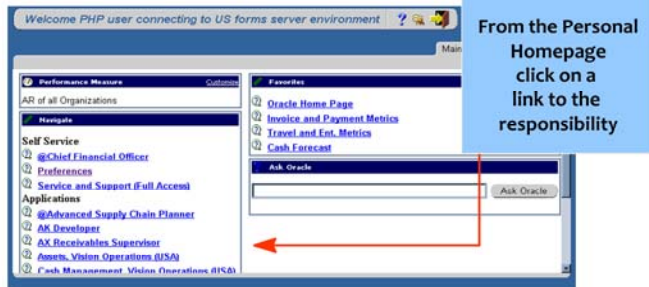 Welcome PHP user connecting to US forms server environment
Main
From the Personal
Homepage
click on a
link to the
responsibility
Performance Measure
Customize
AR of all Organizations
Navigate
Self Service
@Chief Financial Officer
Preferences
Service and Support (Full Access)
Applications
@Advanced Supply Chain Planner
AK Developer
AX Receivables Supervisor
Assets, Vision Operations (USA)
Cash Management, Vision Operations (USA)
Favorites
Oracle Home Page
Invoice and Payment Metrics
Travel and Ent. Metrics
Cash Forecast
Ask Oracle
Ask Oracle